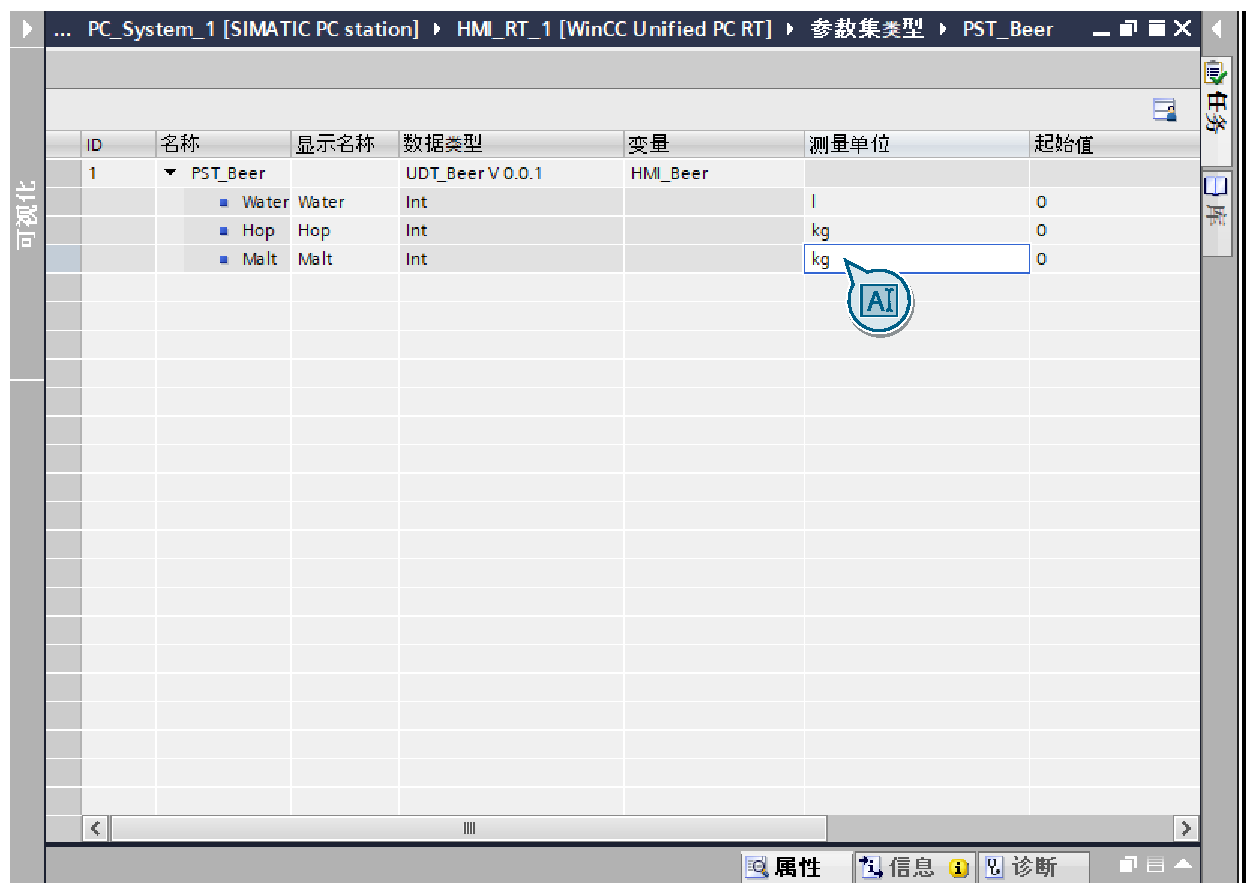 ... PC_System_1 [SIMATIC PC station] ▸ HMI_RT_1 [WinCC Unified PC RT] ▸ 参数集类型 ▸ PST_Beer
任务
库
可视化
ID 名称 显示名称 数据类型 变量 测量单位 起始值
1 PST_Beer UDT_Beer V 0.0.1 HMI_Beer
Water Water Int l 0
Hop Hop Int kg 0
Malt Malt Int kg 0
A
属性 信息 诊断